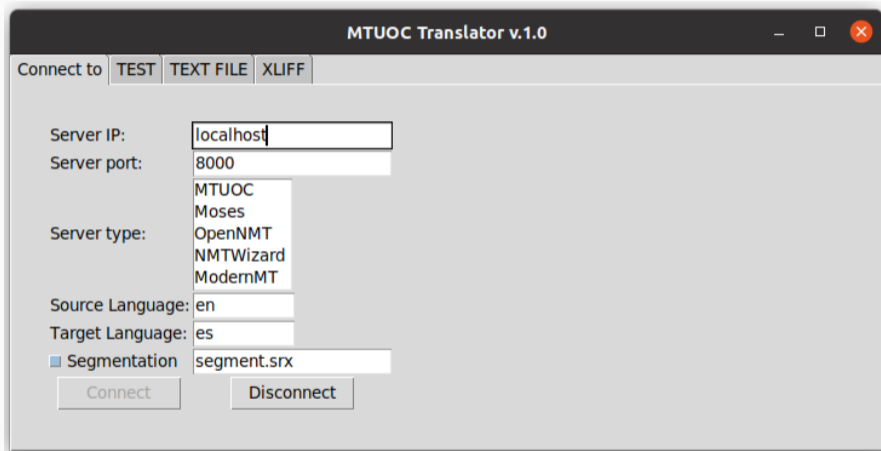 MTUOC Translator v.1.0
Connect to TEST TEXT FILE XLIFF
Server IP: localhost
Server port: 8000
MTUOC
Moses
Server type: OpenNMT
NMTWizard
ModernMT
Source Language: en
Target Language: es
Segmentation segment.srx
Connect Disconnect